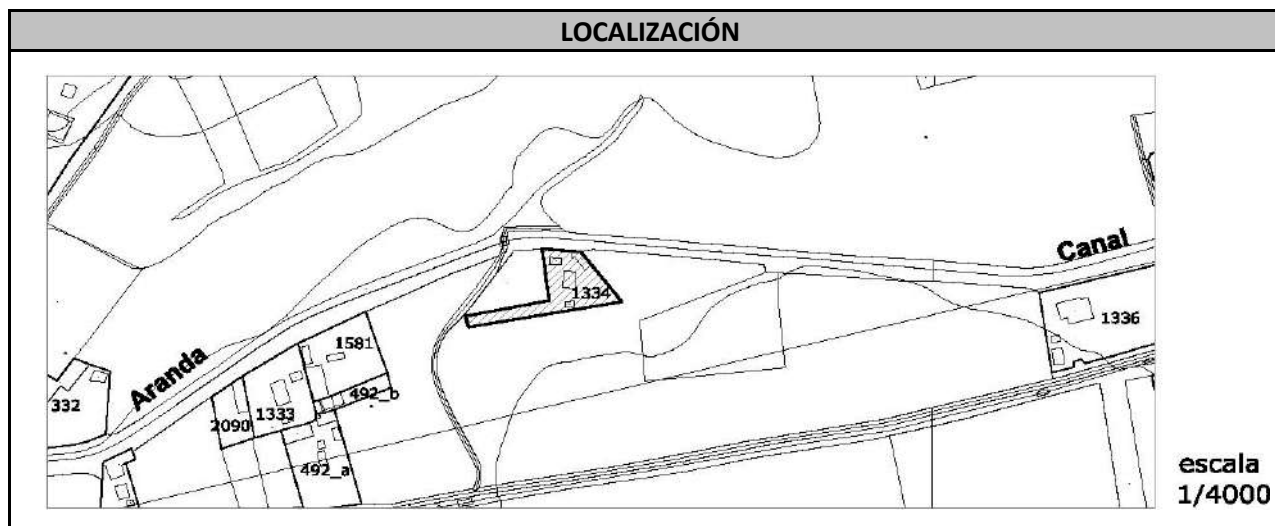 LOCALIZACIÓN
Canal
1334
1336
1581
Aranda
492_b
332
1333
2090
492_a
escala
1/4000